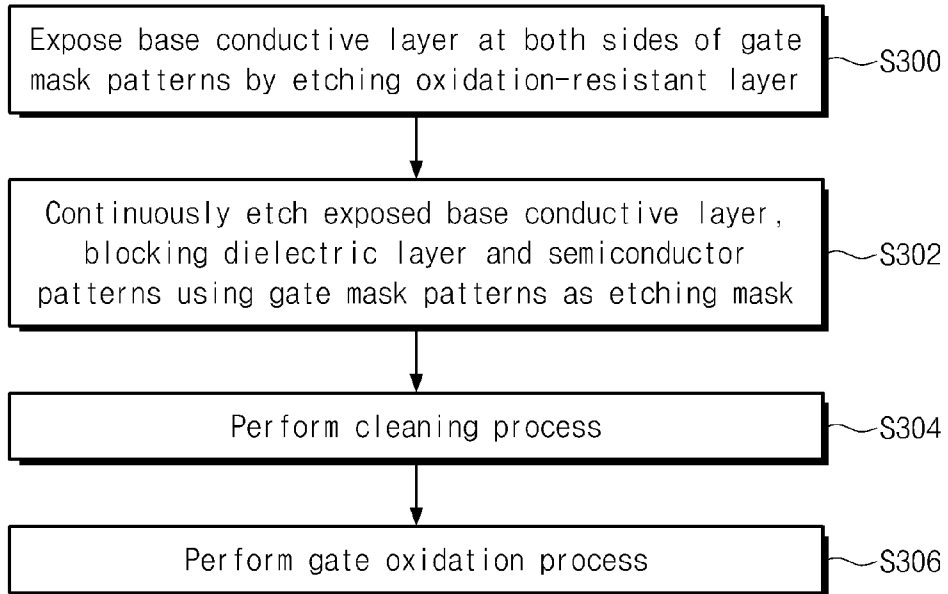 Expose base conductive layer at both sides of gate
mask patterns by etching oxidation-resistant layer
S300
Continuously etch exposed base conductive layer,
blocking dielectric layer and semiconductor
patterns using gate mask patterns as etching mask
S302
Perform cleaning process
S304
Perform gate oxidation process
S306